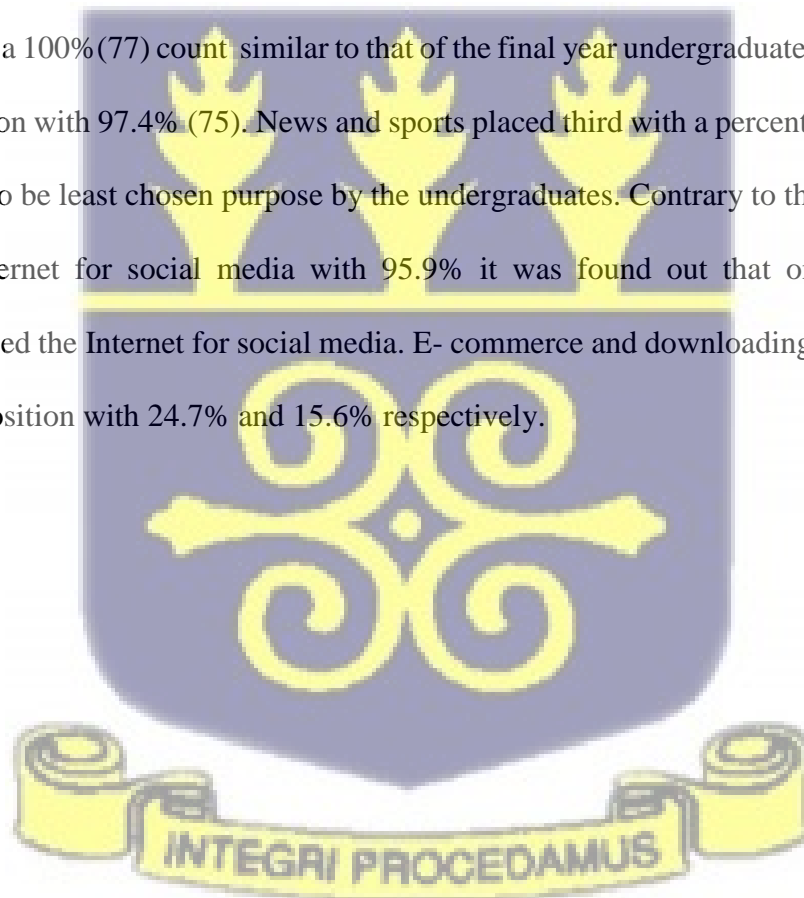 a 100%(77) count similar to that of the final year undergraduate
on with 97.4% (75). News and sports placed third with a percent
o be least chosen purpose by the undergraduates. Contrary to th
ernet for social media with 95.9% it was found out that o
ed the Internet for social media. E- commerce and downloading
osition with 24.7% and 15.6% respectively.
INTEGRI PROCEDAMUS